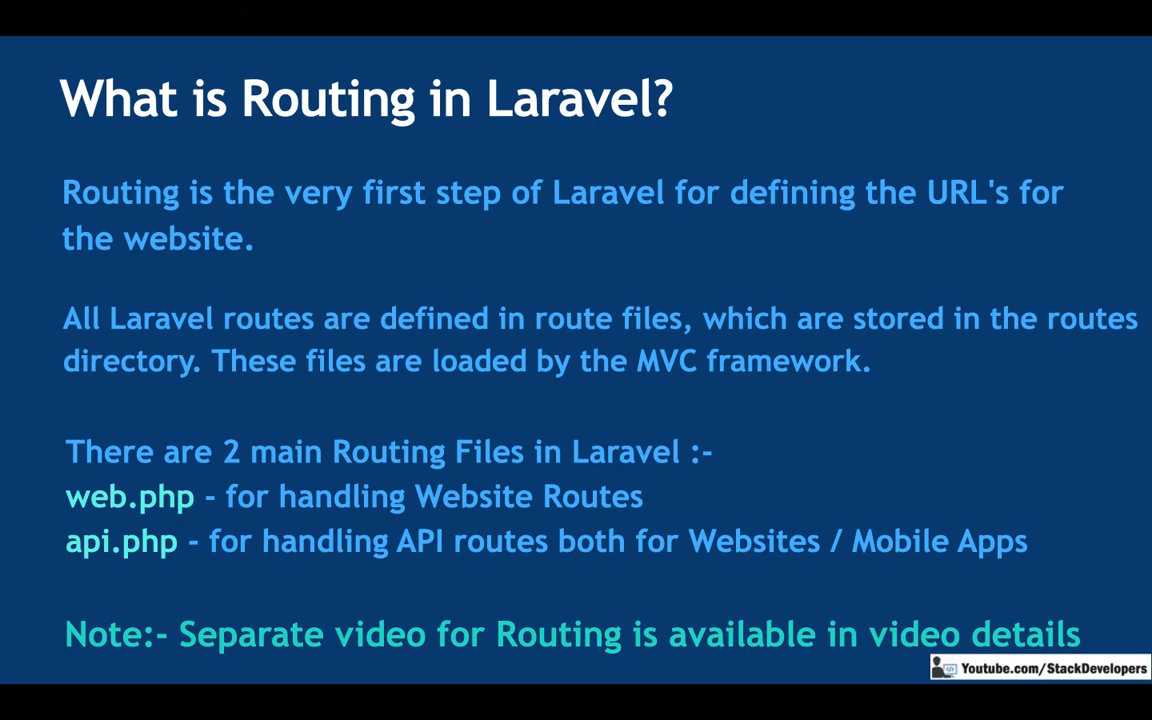 What is Routing in Laravel?
Routing is the very first step of Laravel for defining the URL's for
the website.
All Laravel routes are defined in route files, which are stored in the routes
directory. These files are loaded by the MVC framework.
There are 2 main Routing Files in Laravel :-
web.php - for handling Website Routes
api.php - for handling API routes both for Websites / Mobile Apps
Note:- Separate video for Routing is available in video details
Youtube.com/StackDevelopers